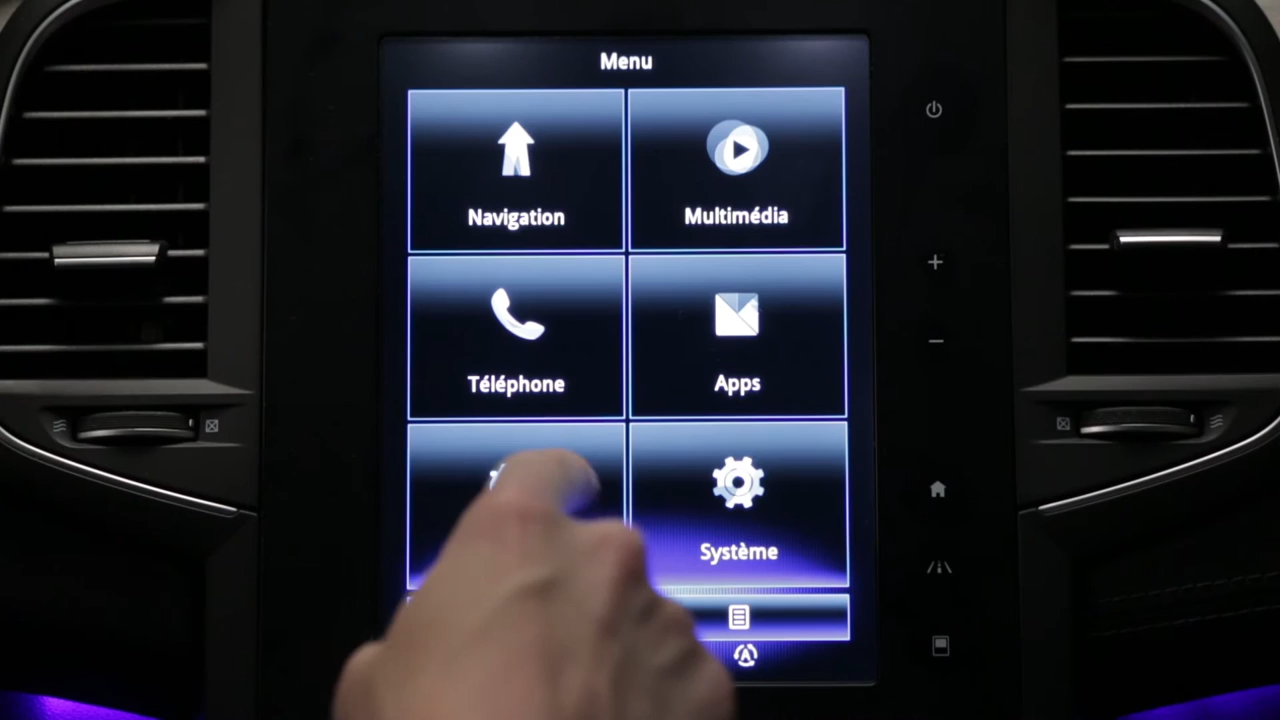 Menu
Navigation
Multimédia
Téléphone
Apps
Système